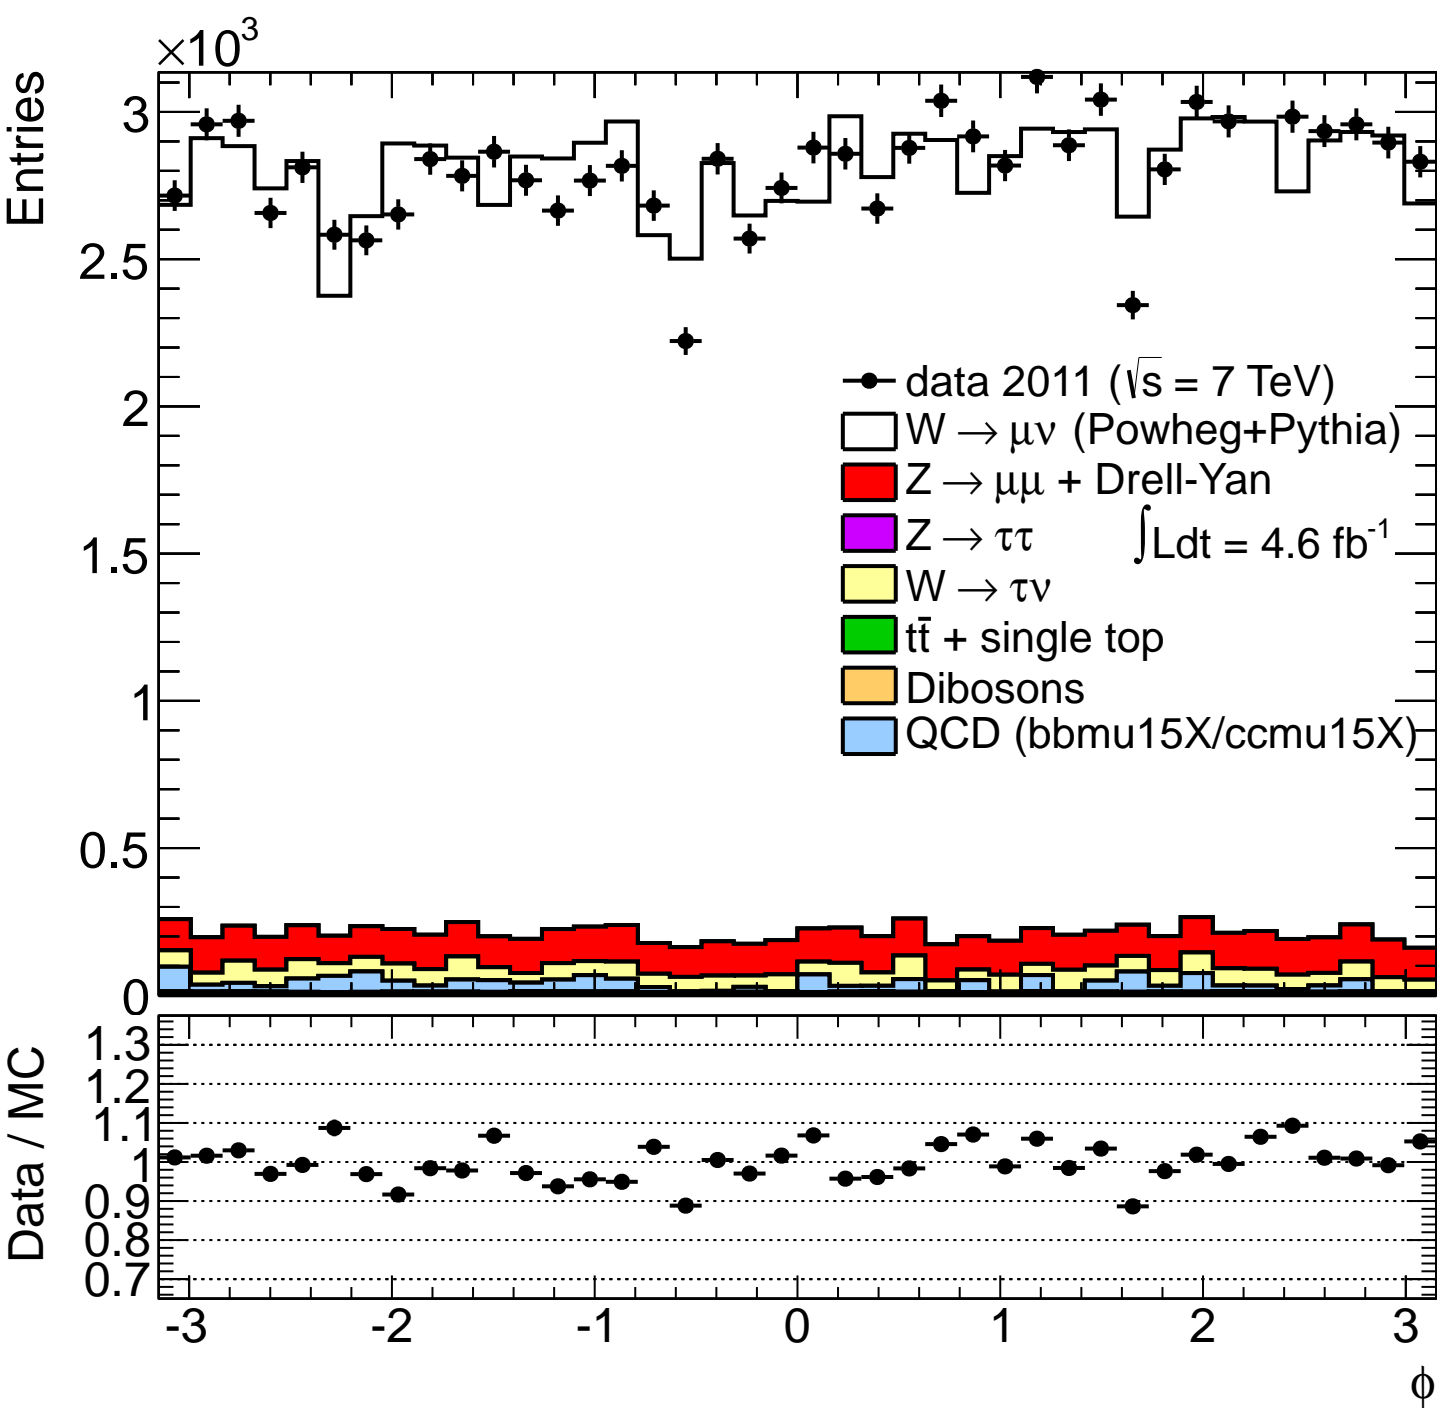 ×10³
Entries
3
2.5
2
1.5
1
0.5
0
data 2011 (√s = 7 TeV)
W → μν (Powheg+Pythia)
Z → μμ + Drell-Yan
Z → ττ
∫Ldt = 4.6 fb⁻¹
W → τν
tt̄ + single top
Dibosons
QCD (bbmu15X/ccmu15X)
Data / MC
1.3
1.2
1.1
1
0.9
0.8
0.7
-3 -2 -1 0 1 2 3
ϕ